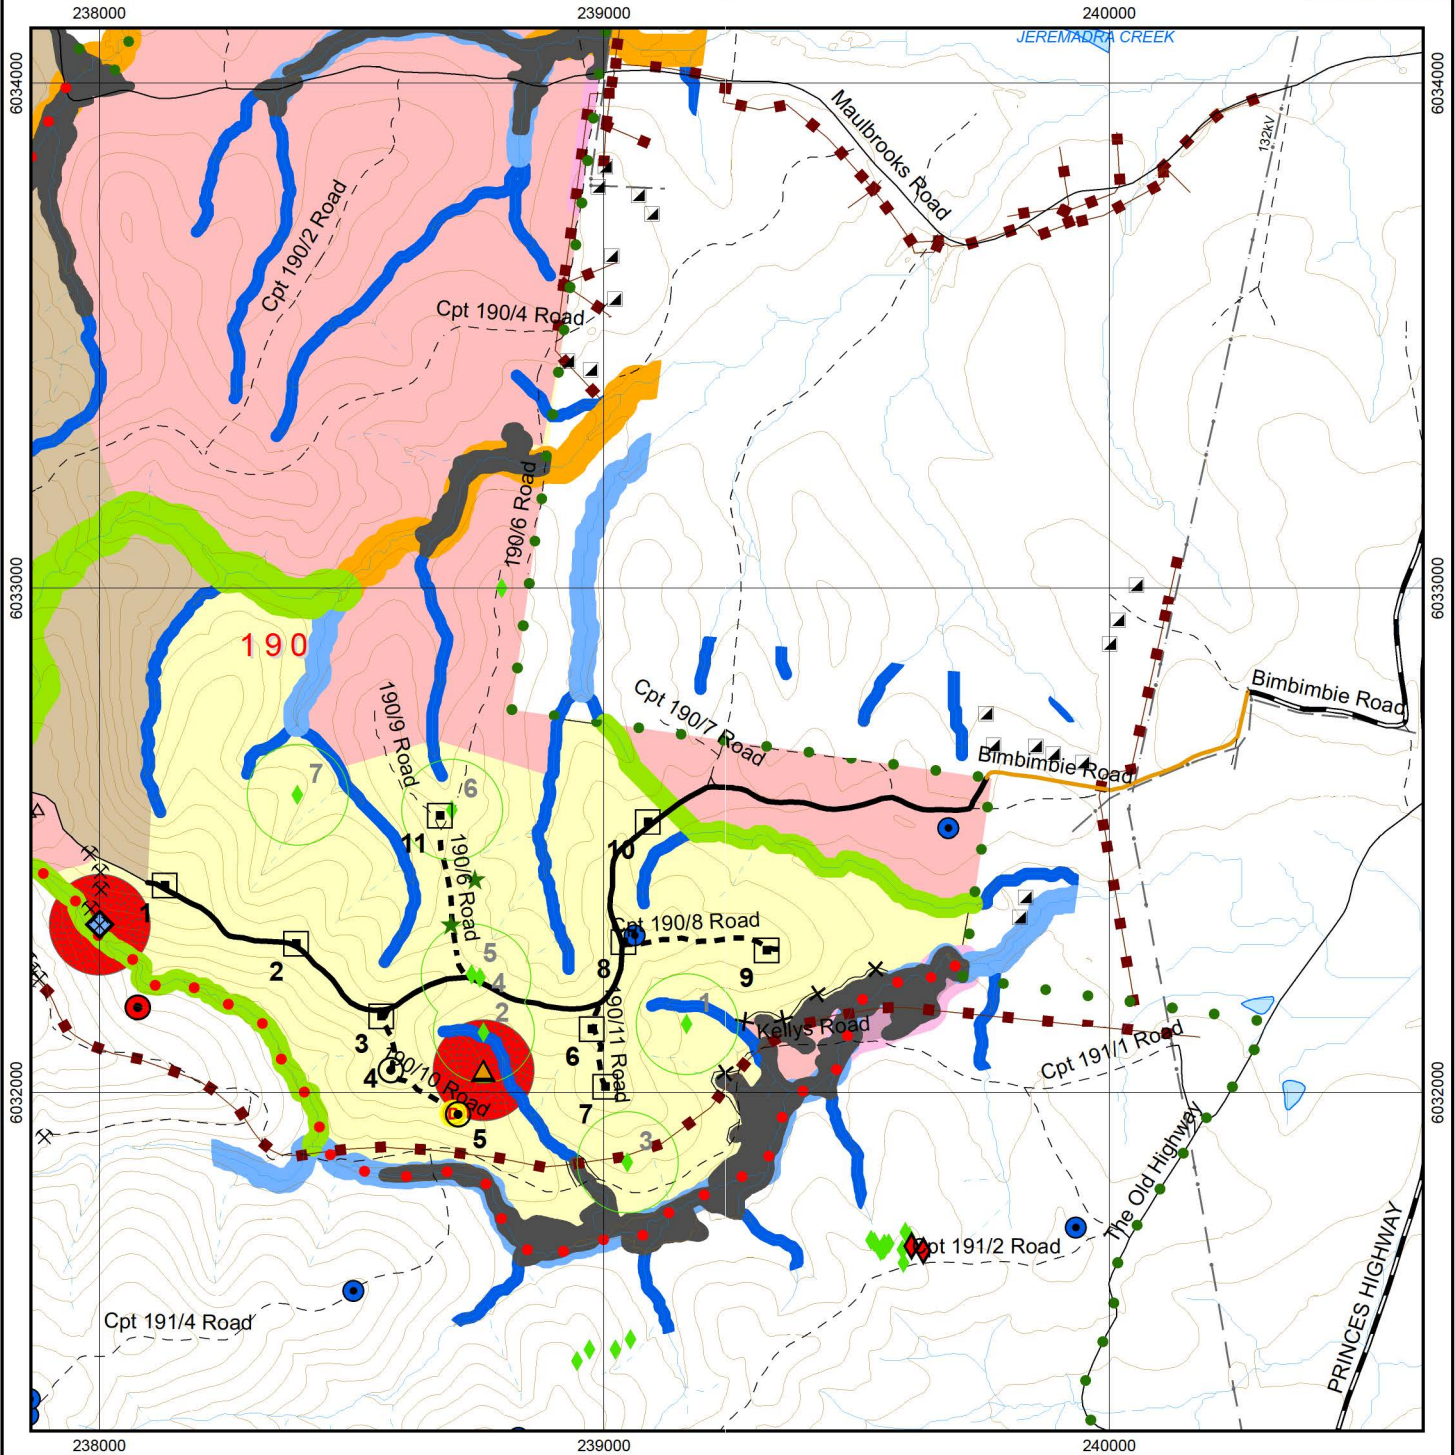 238000
239000
240000
JEREMADRA CREEK
6034000
6034000
132kV
Maulbrooks Road
Cpt 190/2 Road
Cpt 190/4 Road
190/6 Road
6033000
6033000
190
190/9 Road
Cpt 190/7 Road
Bimbimbie Road
Bimbimbie Road
7
6
11
10
190/6 Road
1
Cpt 190/8 Road
2
5
8
9
4
2
1
3
190/11 Road
6
Kellys Road
4
190/10 Road
Cpt 191/1 Road
7
5
3
6032000
6032000
The Old Highway
Cpt 191/2 Road
PRINCES HIGHWAY
Cpt 191/4 Road
238000
239000
240000